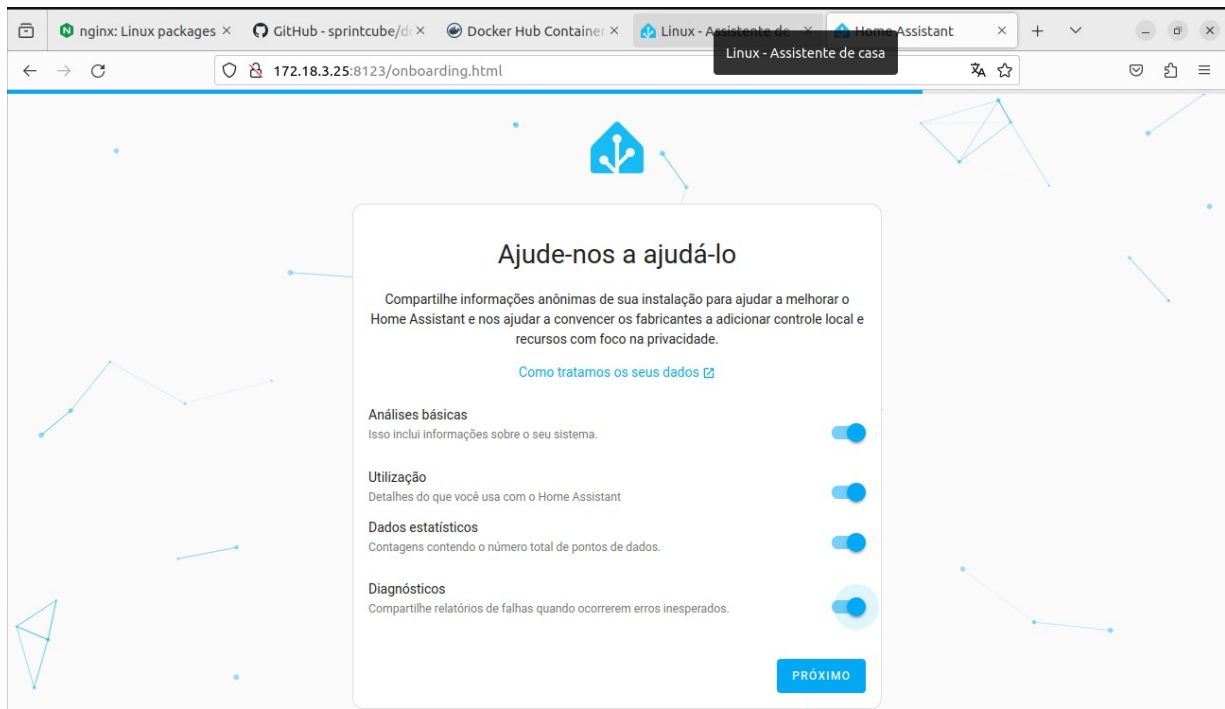 nginx: Linux packages
GitHub - sprintcube/d
Docker Hub Container
Linux - Assistente de
Home Assistant
Linux - Assistente de casa
172.18.3.25:8123/onboarding.html
Ajude-nos a ajudá-lo
Compartilhe informações anônimas de sua instalação para ajudar a melhorar o
Home Assistant e nos ajudar a convencer os fabricantes a adicionar controle local e
recursos com foco na privacidade.
Como tratamos os seus dados
Análises básicas
Isso inclui informações sobre o seu sistema.
Utilização
Detalhes do que você usa com o Home Assistant
Dados estatísticos
Contagens contendo o número total de pontos de dados.
Diagnósticos
Compartilhe relatórios de falhas quando ocorrerem erros inesperados.
PRÓXIMO